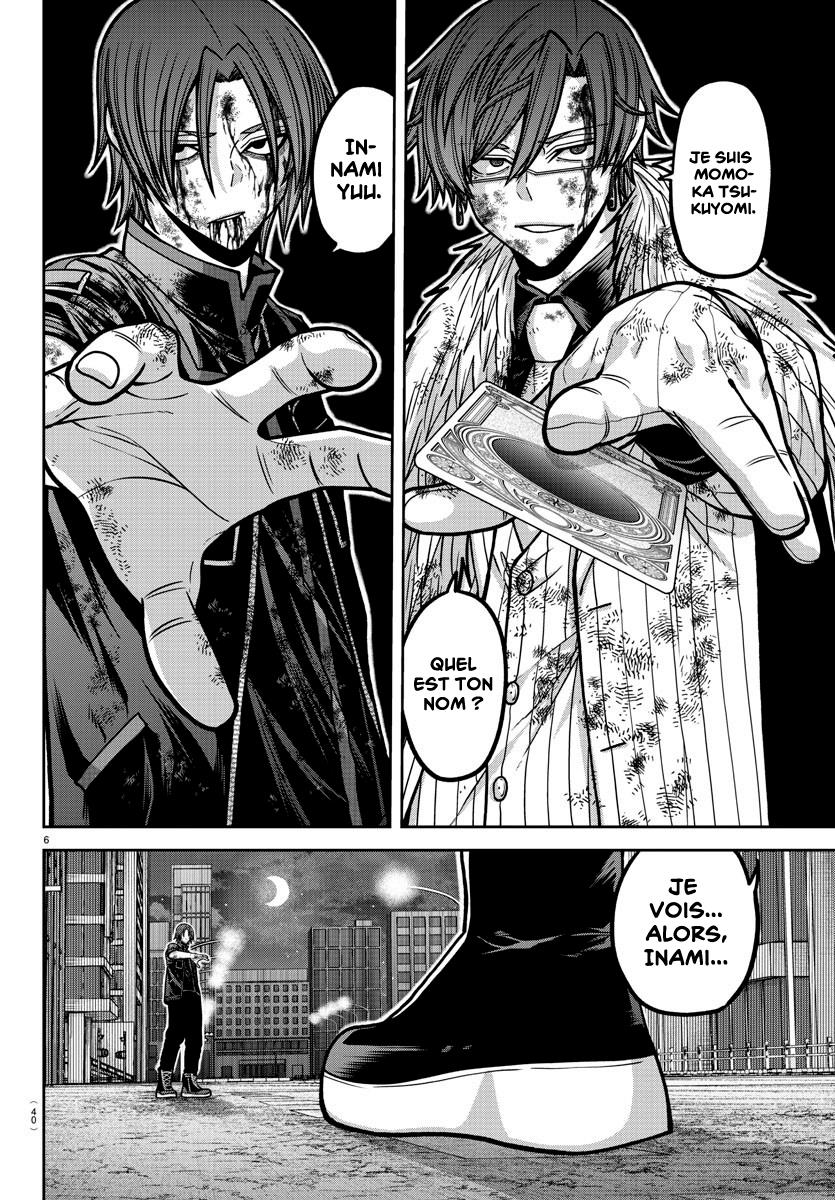 JE SUIS
MOMO-
KA TSU-
KUYOMI.
QUEL
EST TON
NOM ?
IN-
NAMI
YUU.
JE
VOIS...
ALORS,
INAMI...
6
(40)